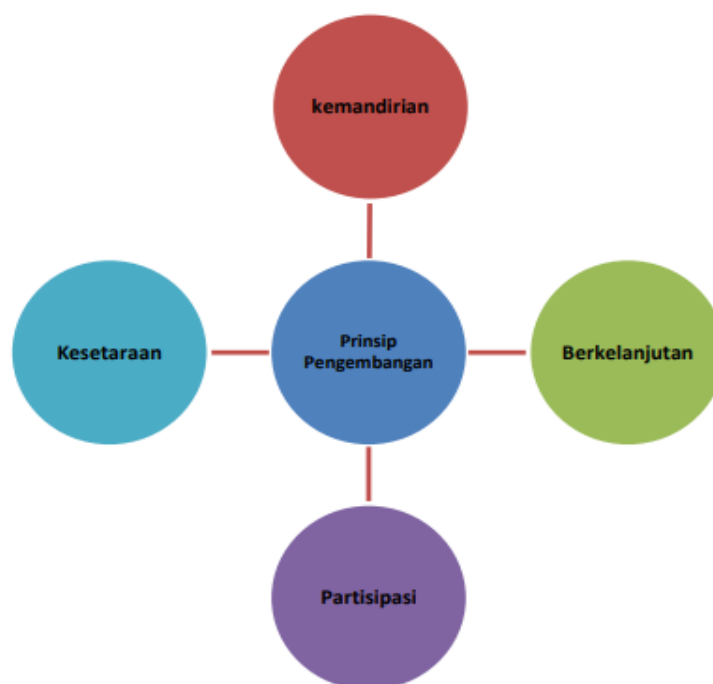 kemandirian
Kesetaraan
Prinsip
Pengembangan
Berkelanjutan
Partisipasi